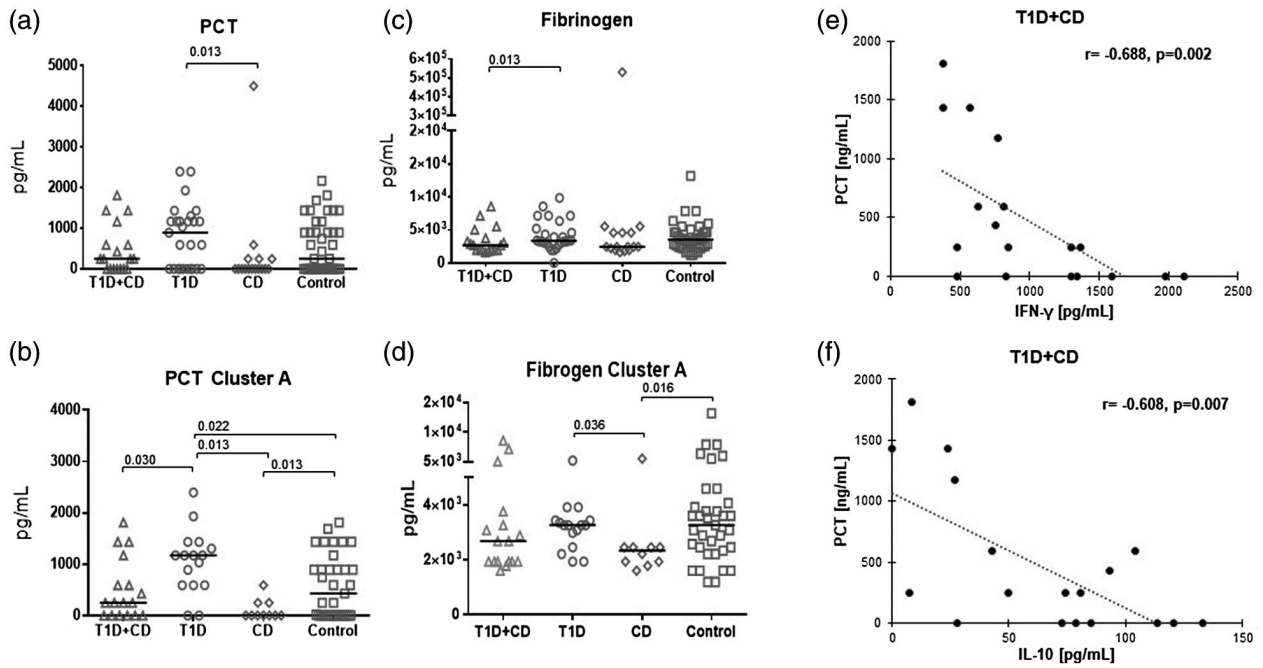 (a)
PCT
0.013
5000
4000
3000
2000
1000
0
pg/mL
T1D+CD T1D CD Control
(c)
Fibrinogen
0.013
6×10⁵
5×10⁵
4×10⁵
3×10⁵
2×10⁴
2×10⁴
1×10⁴
5×10³
0
pg/mL
T1D+CD T1D CD Control
(e)
T1D+CD
r= -0.688, p=0.002
2000
1500
1000
500
0
PCT [ng/mL]
0 500 1000 1500 2000 2500
IFN-γ [pg/mL]
(b)
PCT Cluster A
0.022
0.013
0.030
0.013
4000
3000
2000
1000
0
pg/mL
T1D+CD T1D CD Control
(d)
Fibrogen Cluster A
0.016
0.036
2×10⁴
1×10⁴
5×10³
4×10³
2×10³
0
pg/mL
T1D+CD T1D CD Control
(f)
T1D+CD
r= -0.608, p=0.007
2000
1500
1000
500
0
PCT [ng/mL]
0 50 100 150
IL-10 [pg/mL]